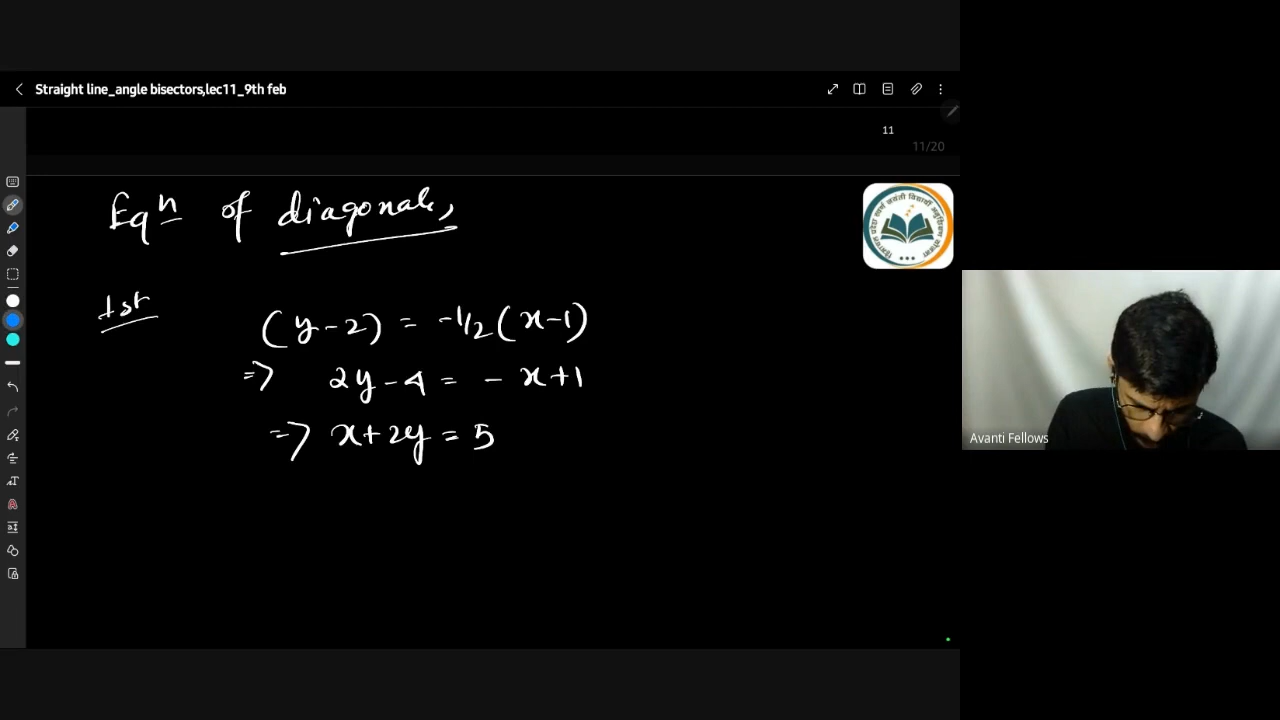 Straight line_angle bisectors,lec11_9th feb
11
11/20
Eqn of diagonals,
1st
(y-2) = -1/2 (x-1)
=> 2y-4 = - x+1
=> x+2y = 5
Avanti Fellows